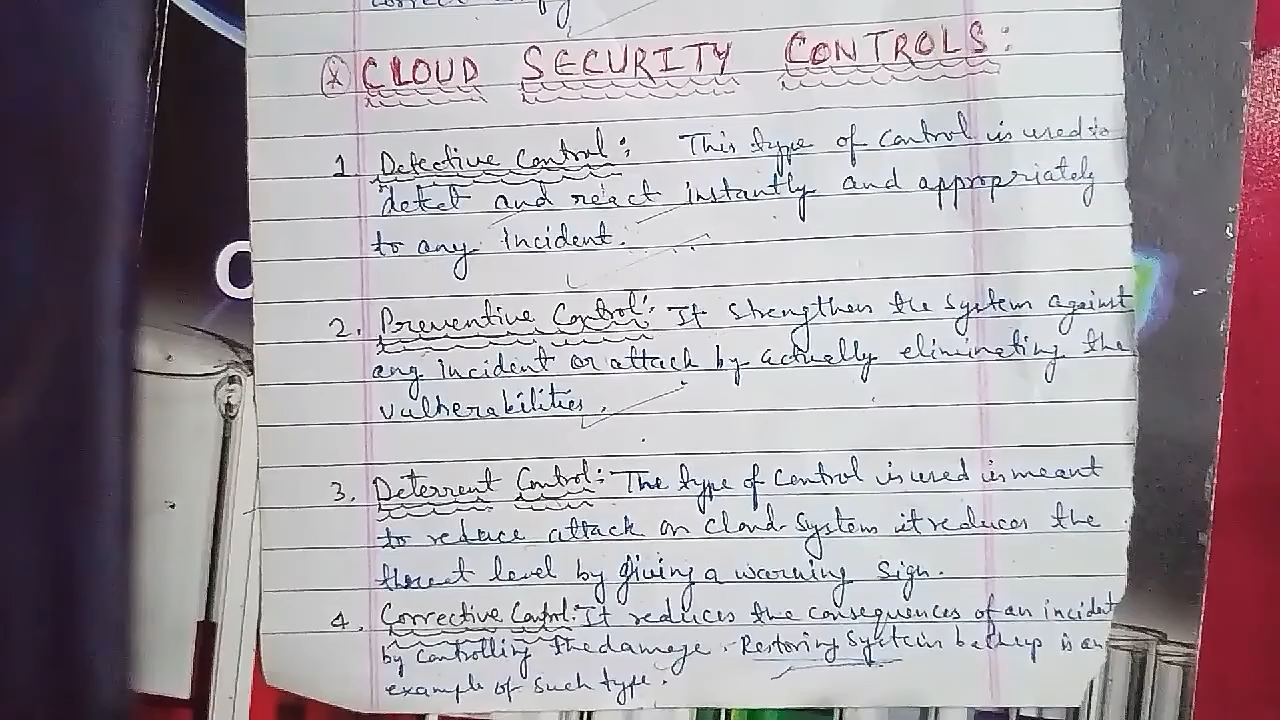 correct
* CLOUD SECURITY CONTROLS:
1 Detective Control: This type of control is used to
detect and react instantly and appropriately
to any Incident.
2. Preventive Control: It strengthen the system against
any incident or attack by actually eliminating the
vulnerabilities.
3. Deterrent Control: The type of control is used is meant
to reduce attack on cloud-system it reduces the
threat level by giving a warning sign.
4. Corrective Control: It reduces the consequences of an incident
by controlling the damage. Restoring system backup is an
example of such type.
C